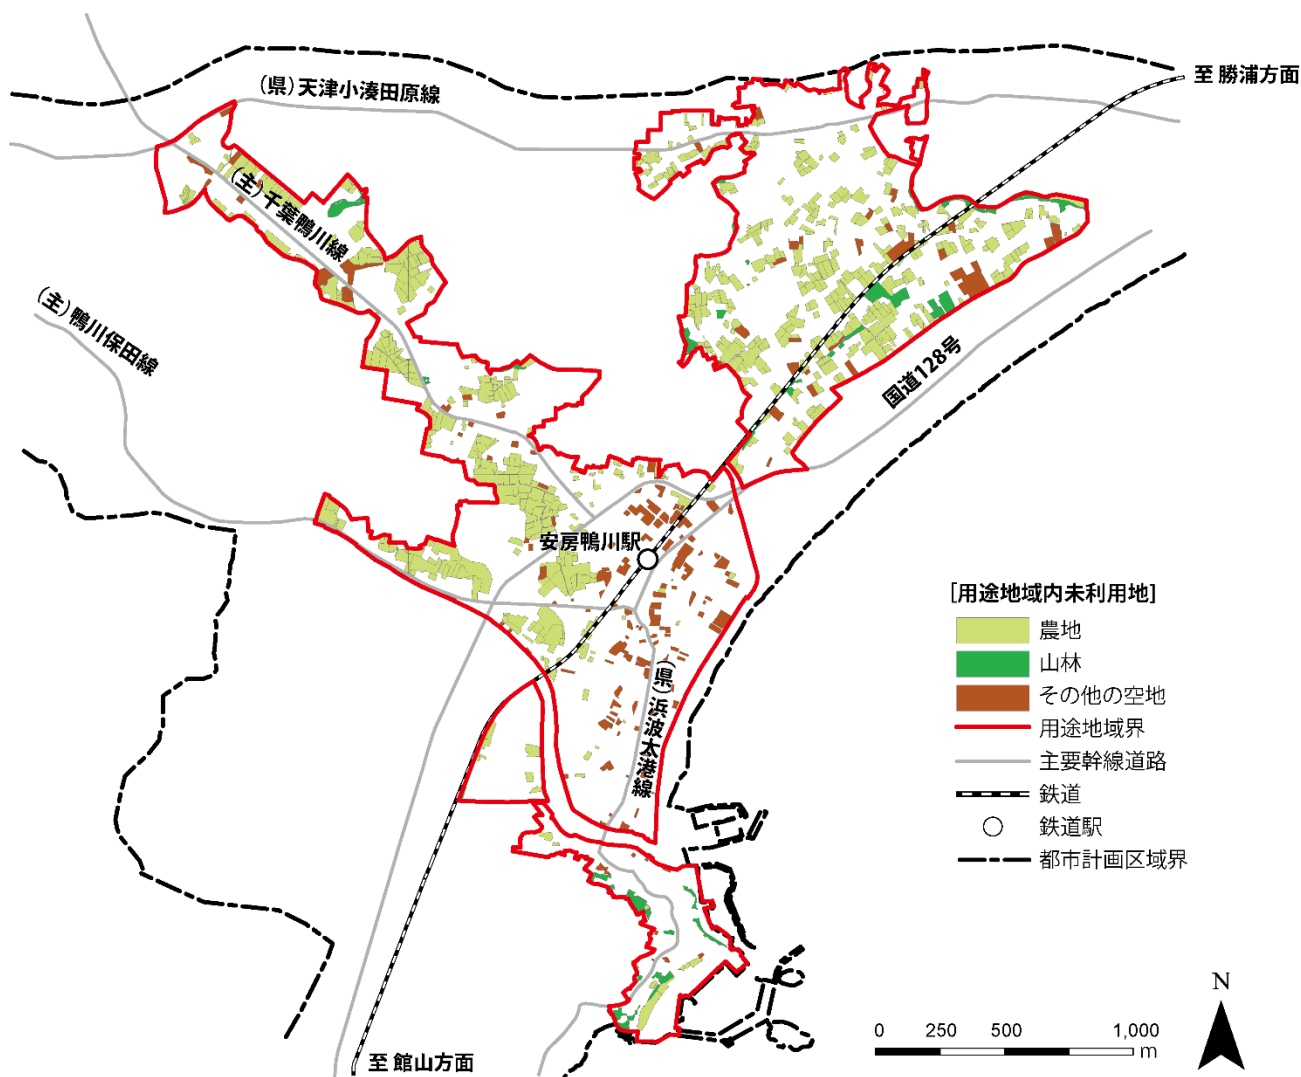 至 勝浦方面
(県)天津小湊田原線
(主)千葉鴨川線
(主)鴨川保田線
国道128号
安房鴨川駅
(県)浜波太港線
[用途地域内未利用地]
農地
山林
その他の空地
用途地域界
主要幹線道路
鉄道
鉄道駅
都市計画区域界
N
0 250 500 1,000
m
至 館山方面